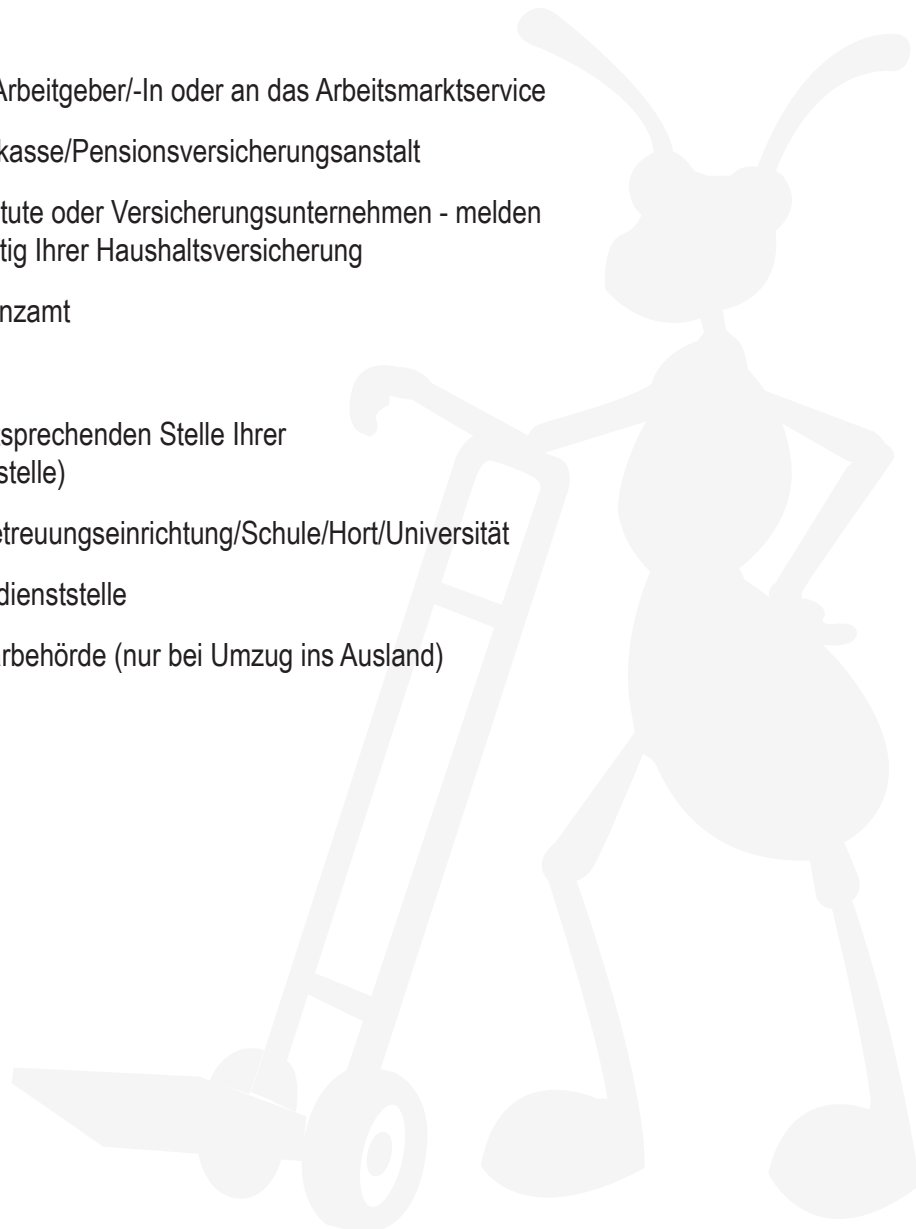 Arbeitgeber/-In oder an das Arbeitsmarktservice
kasse/Pensionsversicherungsanstalt
tute oder Versicherungsunternehmen - melden
tig Ihrer Haushaltsversicherung
nzamt
tsprechenden Stelle Ihrer
stelle)
etreuungseinrichtung/Schule/Hort/Universität
dienststelle
rbehörde (nur bei Umzug ins Ausland)